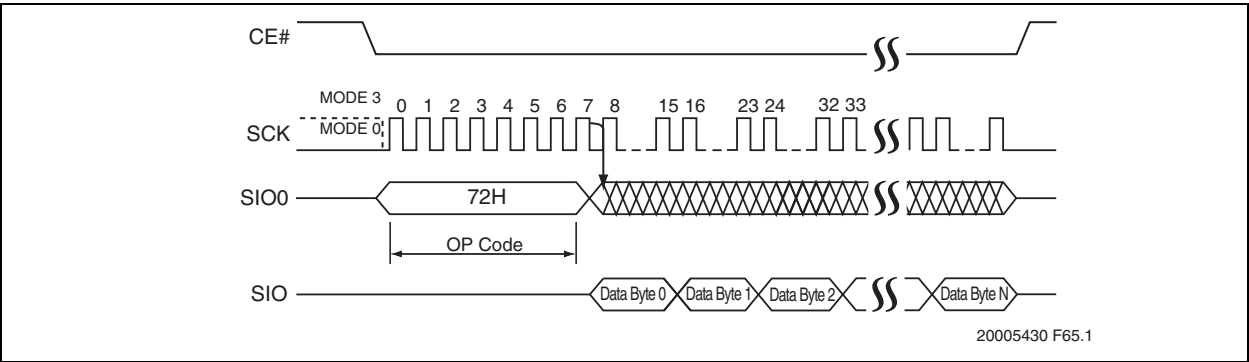 CE#
MODE 3
0 1 2 3 4 5 6 7 8 15 16 23 24 32 33
SCK
MODE 0
SIO0
72H
OP Code
SIO
Data Byte 0 Data Byte 1 Data Byte 2 Data Byte N
20005430 F65.1